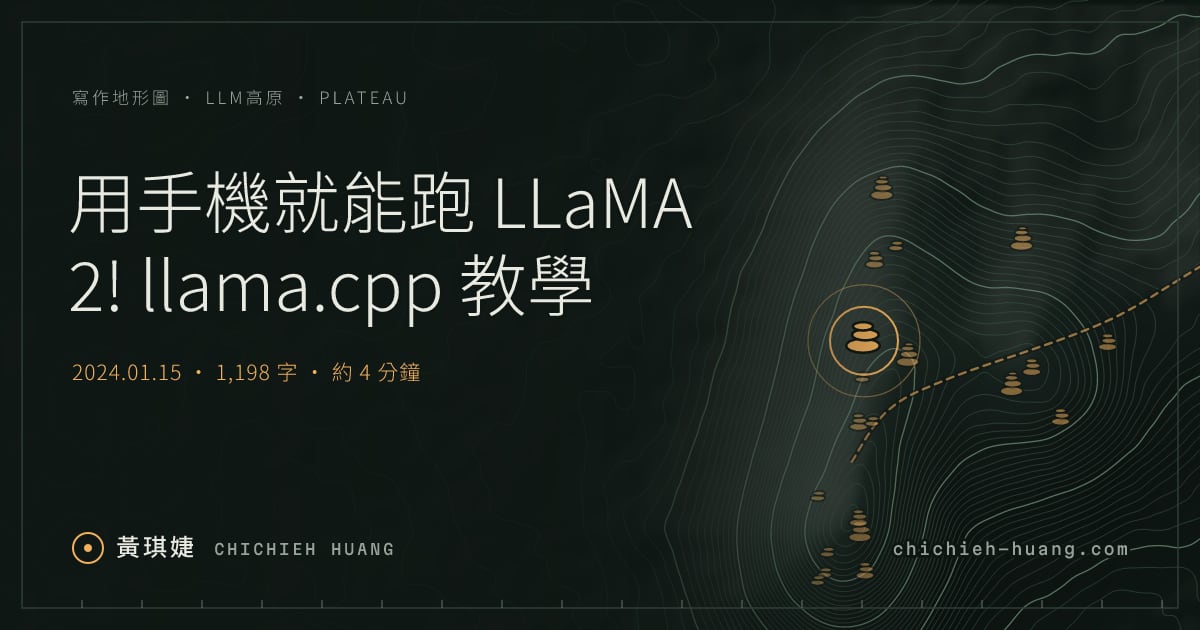 寫作地形圖 · LLM高原 · PLATEAU
用手機就能跑 LLaMA
2! llama.cpp 教學
2024.01.15 · 1,198 字 · 約 4 分鐘
黃琪婕 CHICHIEH HUANG
chichieh-huang.com